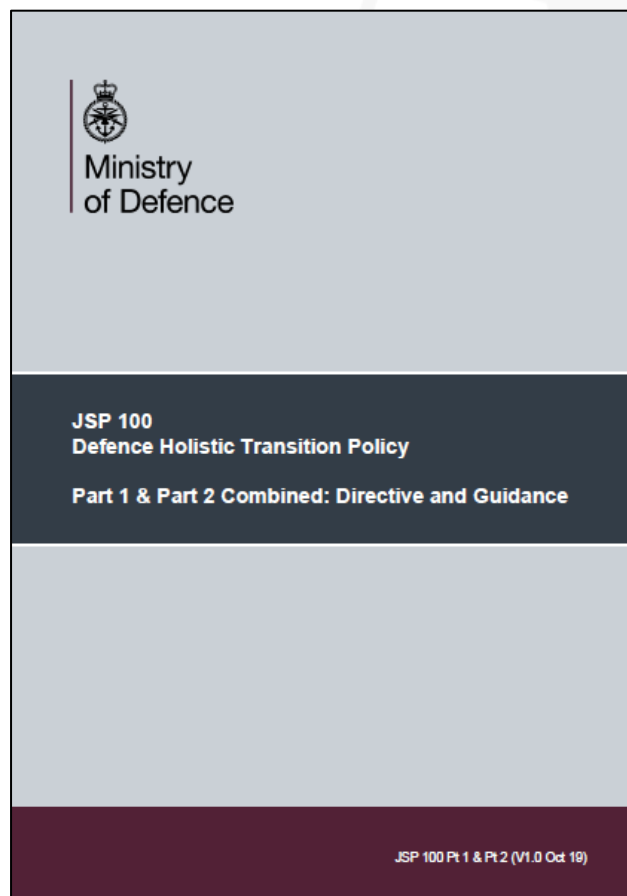 Ministry
of Defence
JSP 100
Defence Holistic Transition Policy
Part 1 & Part 2 Combined: Directive and Guidance
JSP 100 Pt 1 & Pt 2 (V1.0 Oct 19)